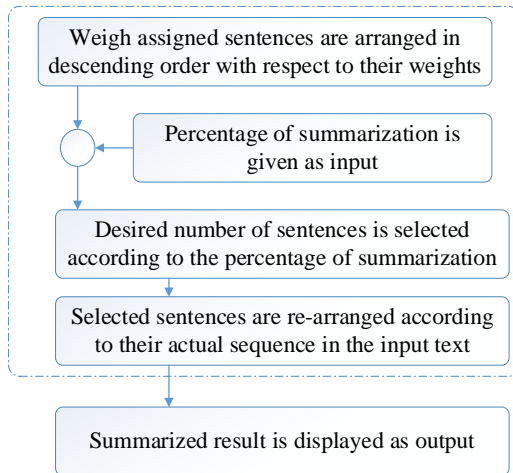 Weigh assigned sentences are arranged in
descending order with respect to their weights
Percentage of summarization is
given as input
Desired number of sentences is selected
according to the percentage of summarization
Selected sentences are re-arranged according
to their actual sequence in the input text
Summarized result is displayed as output